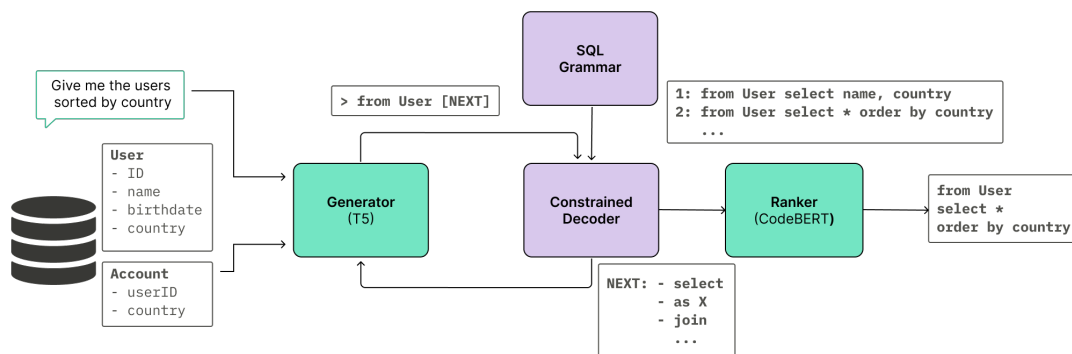 Give me the users
sorted by country
User
- ID
- name
- birthdate
- country
Account
- userID
- country
> from User [NEXT]
Generator
(T5)
SQL
Grammar
Constrained
Decoder
NEXT: - select
- as X
- join
...
1: from User select name, country
2: from User select * order by country
...
Ranker
(CodeBERT)
from User
select *
order by country